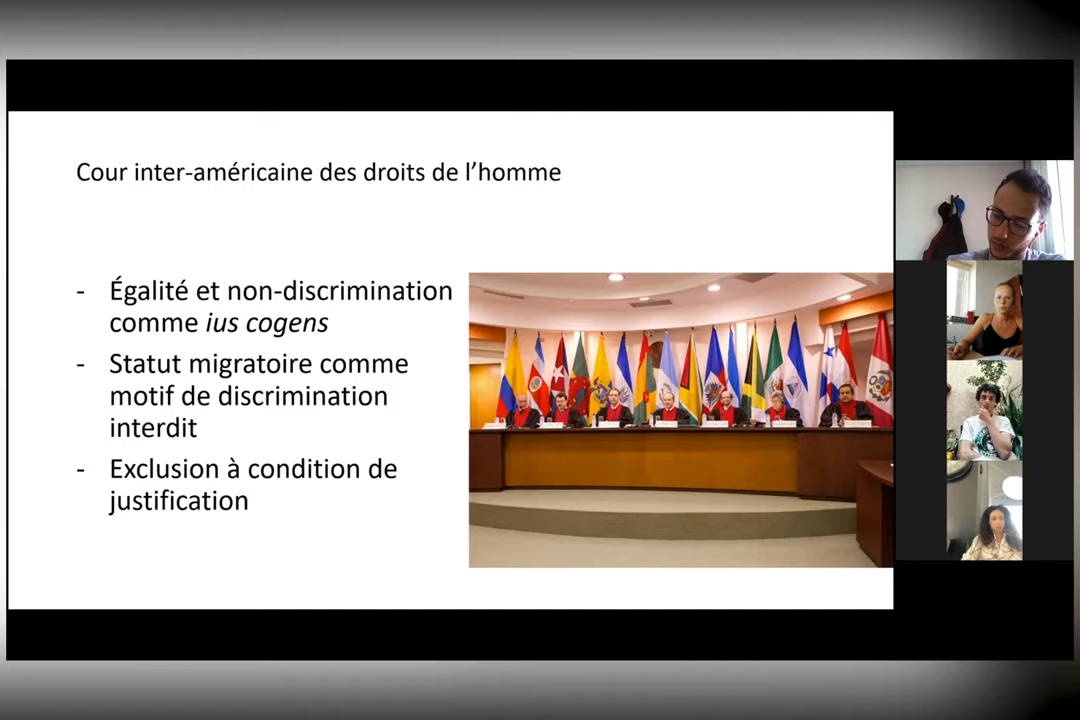 Cour inter-américaine des droits de l’homme
- Égalité et non-discrimination
comme ius cogens
- Statut migratoire comme
motif de discrimination
interdit
- Exclusion à condition de
justification